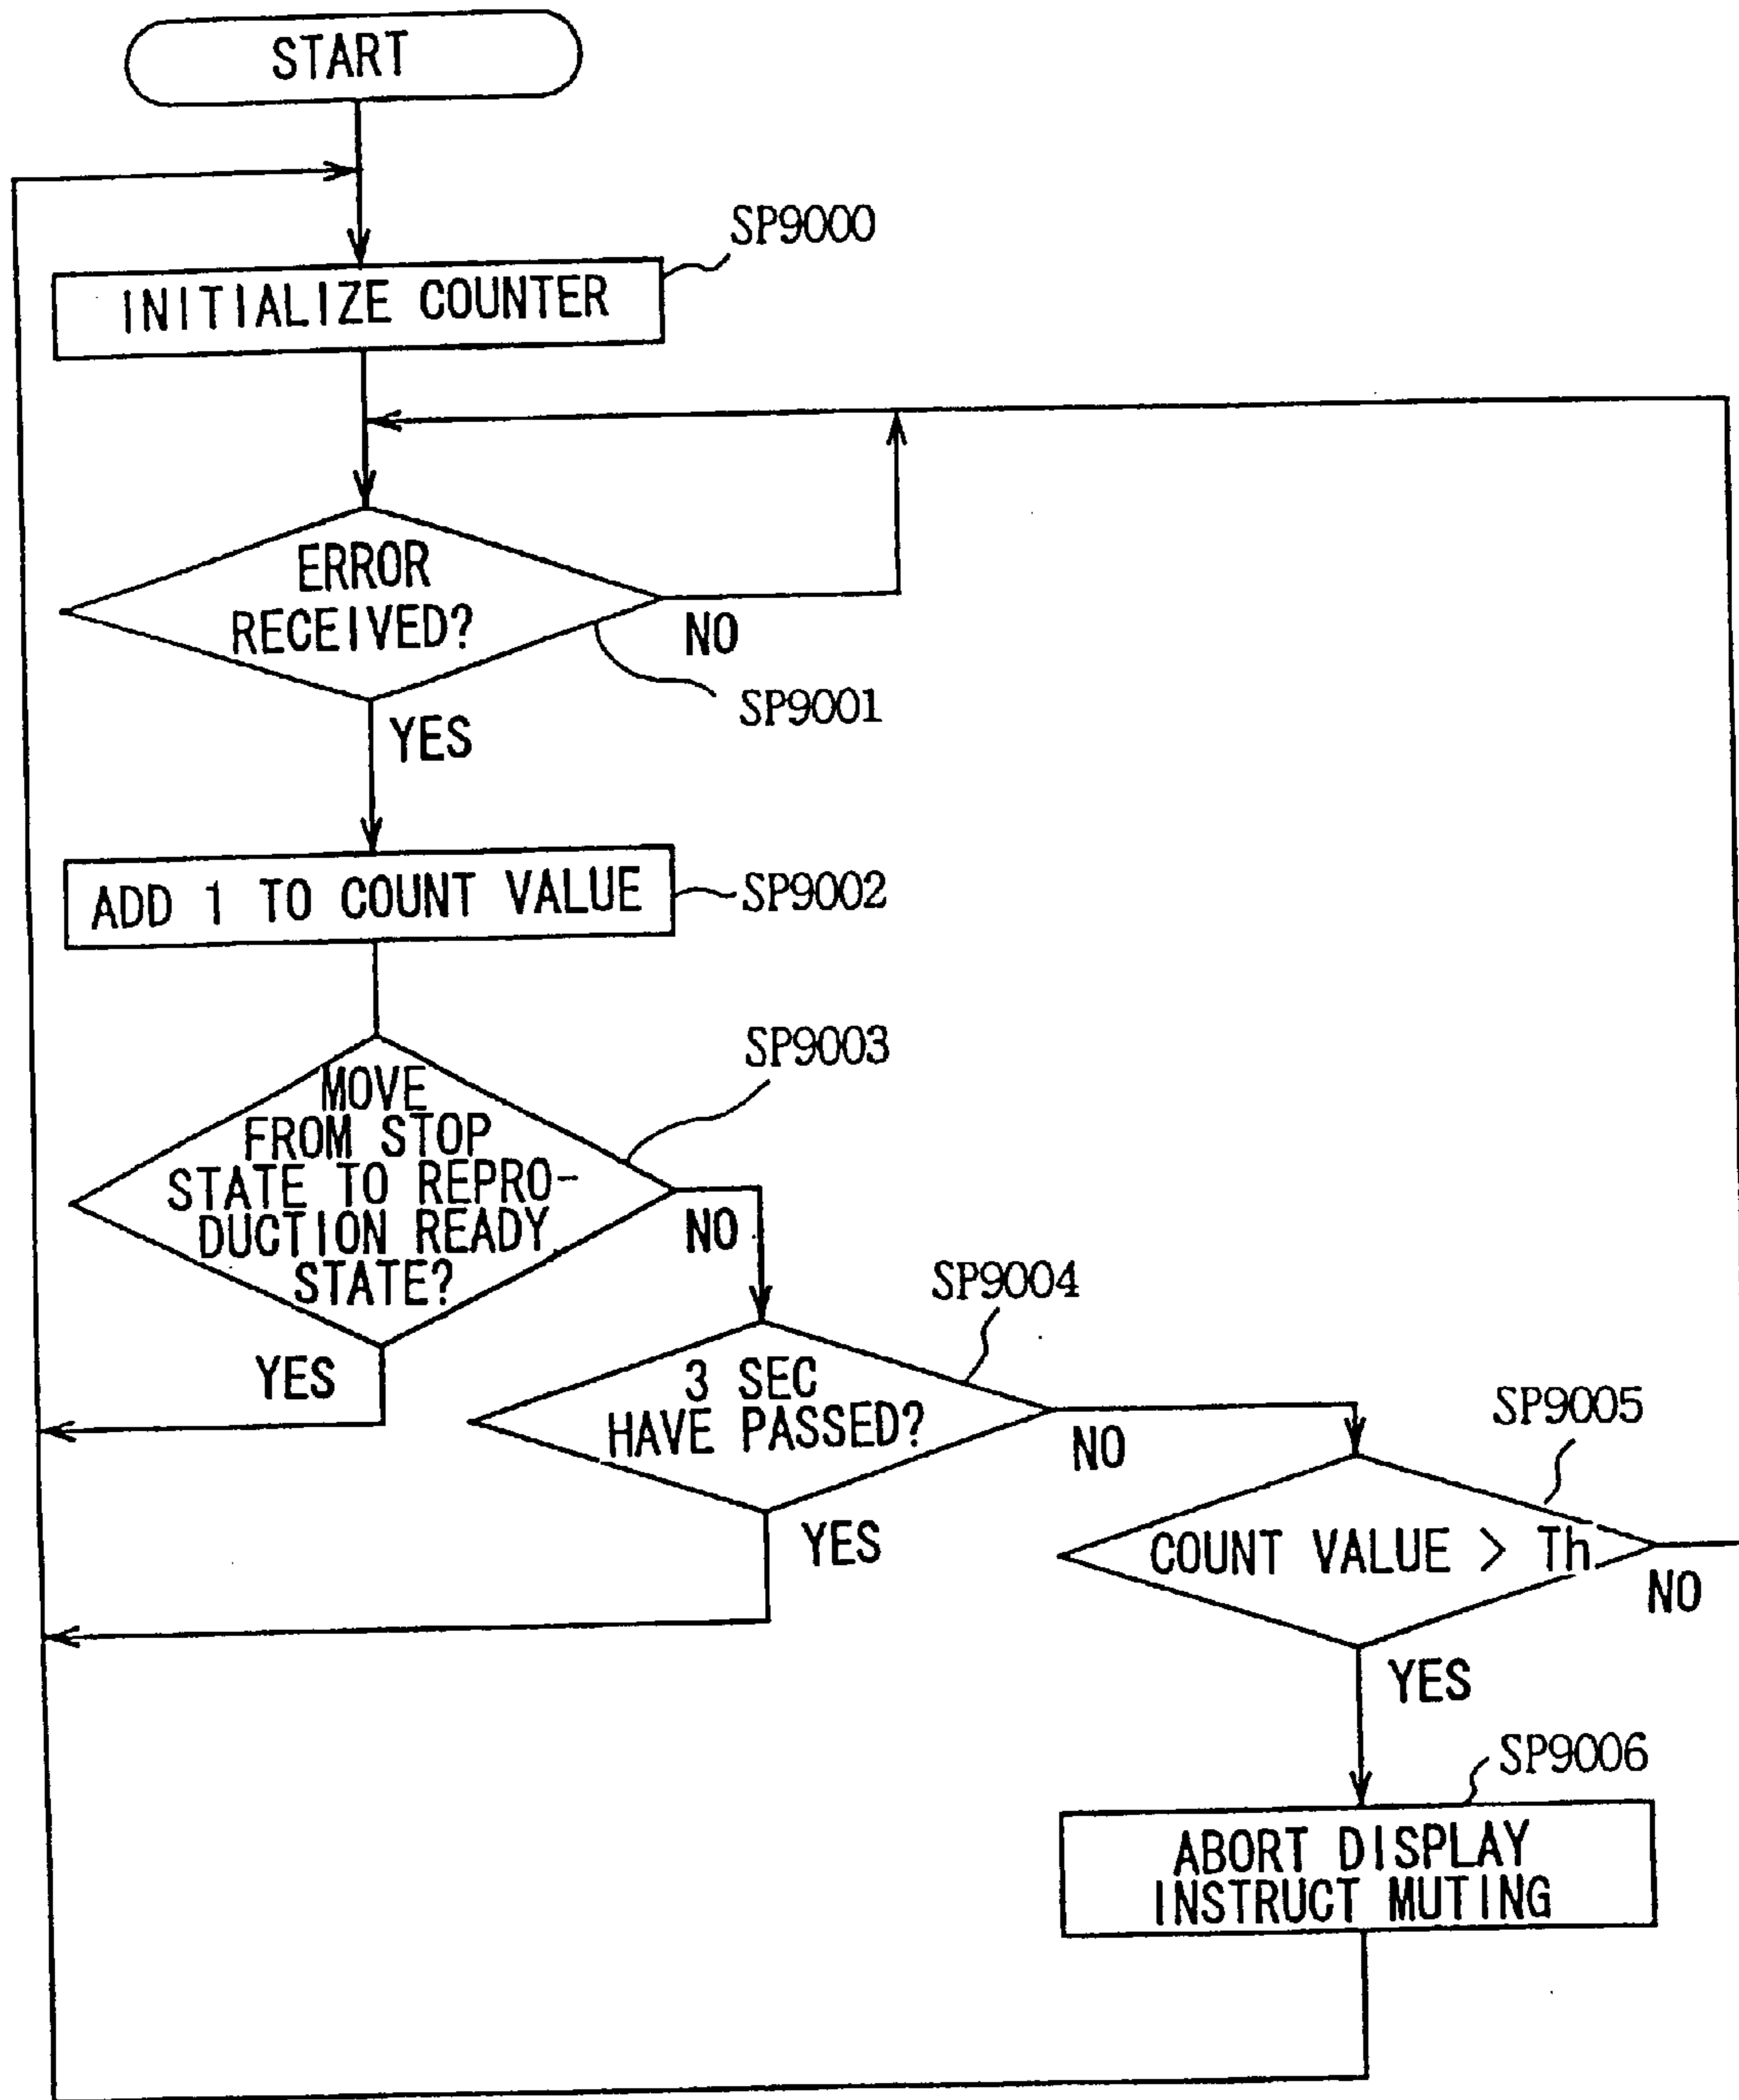 START
SP9000
INITIALIZE COUNTER
ERROR
RECEIVED?
NO
SP9001
YES
ADD 1 TO COUNT VALUE
SP9002
SP9003
MOVE
FROM STOP
STATE TO REPRO-
DUCTION READY
STATE?
NO
YES
SP9004
3 SEC
HAVE PASSED?
NO
YES
SP9005
COUNT VALUE > Th
NO
YES
SP9006
ABORT DISPLAY
INSTRUCT MUTING